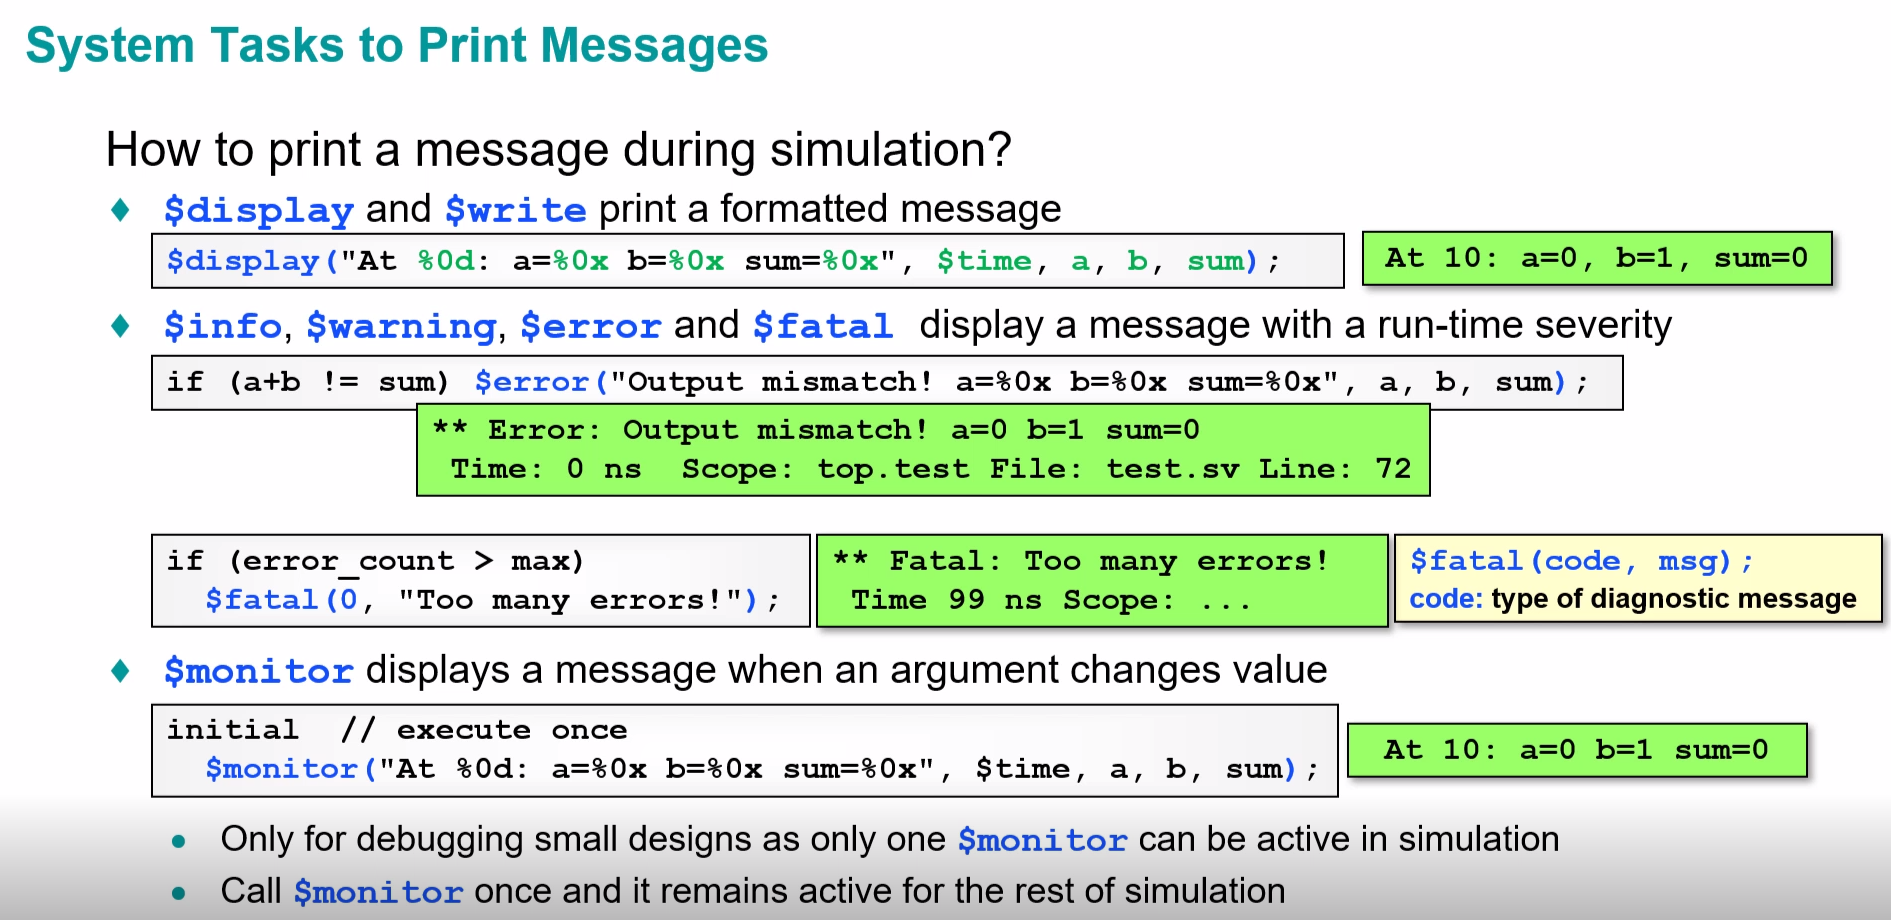 System Tasks to Print Messages
How to print a message during simulation?
♦ $display and $write print a formatted message
$display("At %0d: a=%0x b=%0x sum=%0x", $time, a, b, sum);
At 10: a=0, b=1, sum=0
♦ $info, $warning, $error and $fatal display a message with a run-time severity
if (a+b != sum) $error("Output mismatch! a=%0x b=%0x sum=%0x", a, b, sum);
** Error: Output mismatch! a=0 b=1 sum=0
Time: 0 ns Scope: top.test File: test.sv Line: 72
if (error_count > max)
$fatal(0, "Too many errors!");
** Fatal: Too many errors!
Time 99 ns Scope: ...
$fatal(code, msg);
code: type of diagnostic message
♦ $monitor displays a message when an argument changes value
initial // execute once
$monitor("At %0d: a=%0x b=%0x sum=%0x", $time, a, b, sum);
At 10: a=0 b=1 sum=0
• Only for debugging small designs as only one $monitor can be active in simulation
• Call $monitor once and it remains active for the rest of simulation